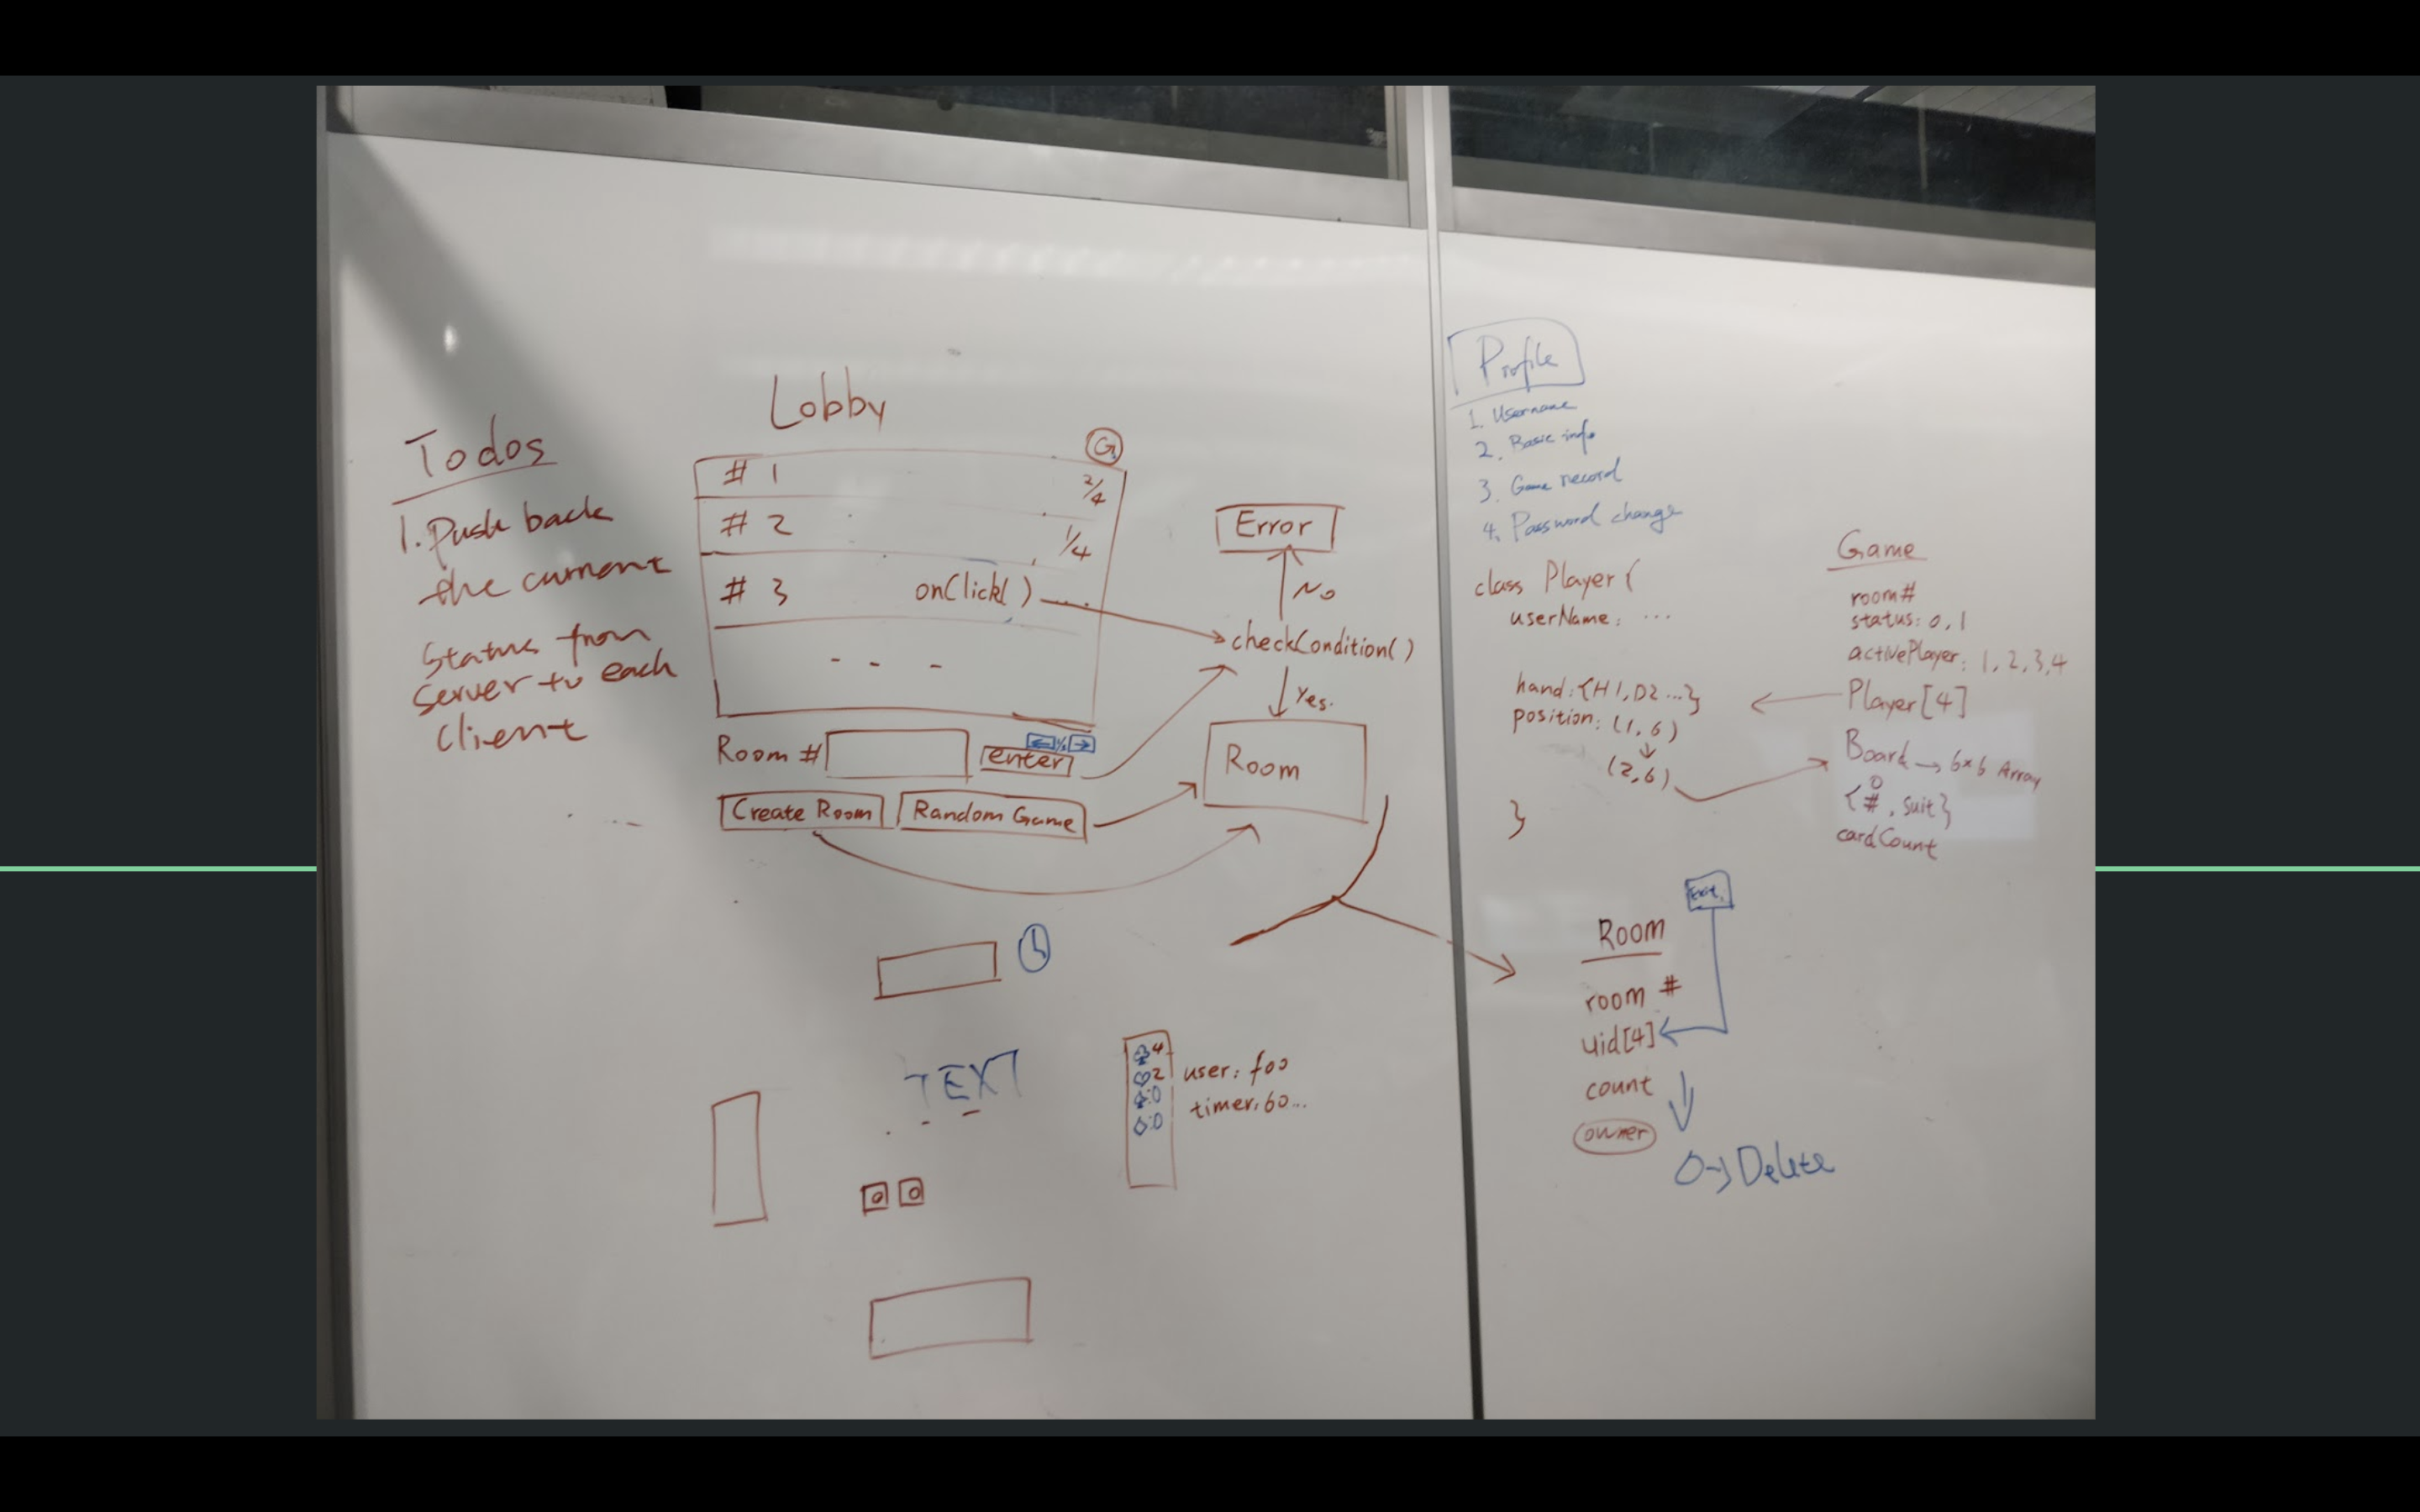 Todos
1. Push back
the current
Status from
server to each
client
Lobby
G
# 1 2/4
# 2 1/4
# 3 onClick( ) ....
- - -
Room # enter ← → 
Create Room Random Game
Error
No
checkCondition( )
Yes.
Room
TEXT
. - -
♣ 4
♡ 2
♠:0
◇:0
user: foo
timer: 60...
Profile
1. Username
2. Basic info
3. Game record
4. Password change
class Player {
userName: ...
hand: {H1, D2 ...}
position: (1, 6)
↓
(2, 6)
}
Game
room#
status: 0, 1
activePlayer: 1, 2, 3, 4
Player[4]
Board → 6×6 Array
0
{#, suit}
cardCount
Exit
Room
room #
uid[4]
count
owner
0→Delete